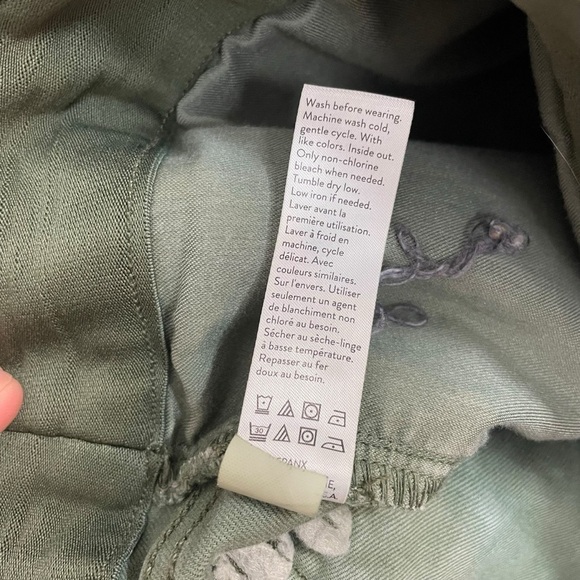 Wash before wearing.
Machine wash cold,
gentle cycle. With
like colors. Inside out.
Only non-chlorine
bleach when needed.
Tumble dry low.
Low iron if needed.
Laver avant la
première utilisation.
Laver à froid en
machine, cycle
délicat. Avec
couleurs similaires.
Sur l'envers. Utiliser
seulement un agent
de blanchiment non
chloré au besoin.
Sécher au sèche-linge
à basse température.
Repasser au fer
doux au besoin.
30
SPANX